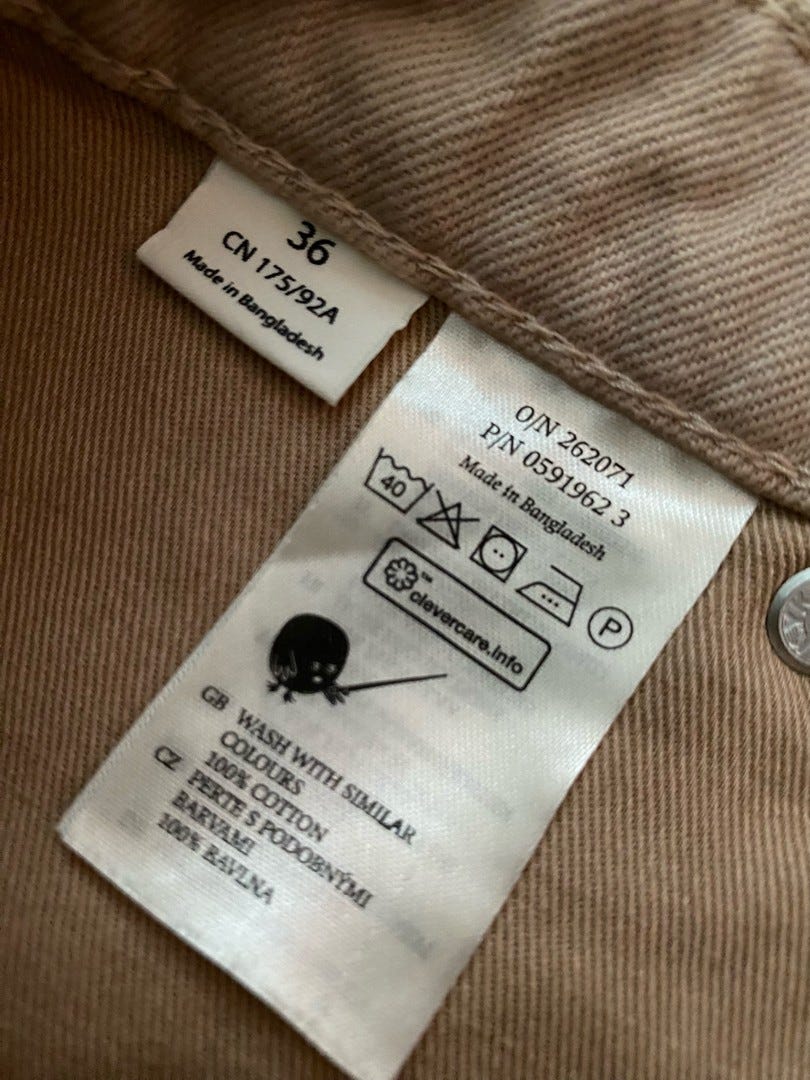 36
CN 175/92A
Made in Bangladesh
O/N 262071
P/N 0591962 3
Made in Bangladesh
40
P
™
clevercare.info
GB WASH WITH SIMILAR
COLOURS
100% COTTON
CZ PERTE S PODOBNÝMI
BARVAMI
100% BAVLNA